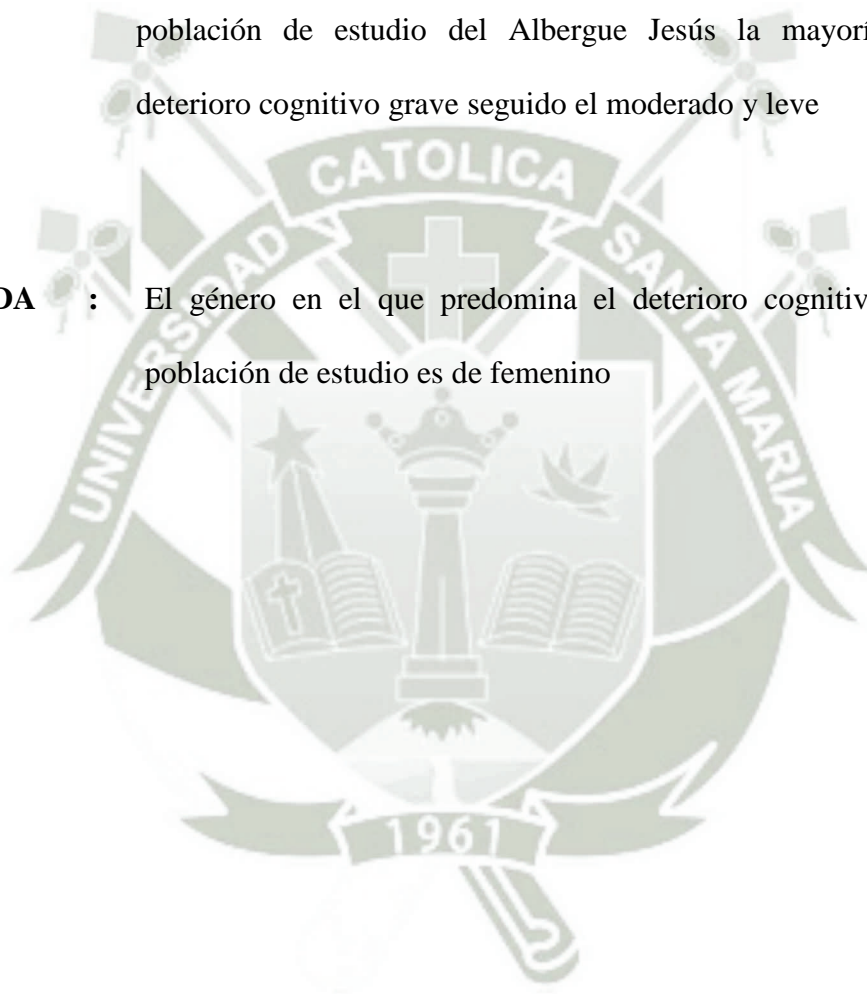 población de estudio del Albergue Jesús la mayorí
deterioro cognitivo grave seguido el moderado y leve
DA : El género en el que predomina el deterioro cognitiv
población de estudio es de femenino
UNIVERSIDAD CATOLICA SANTA MARIA
1961